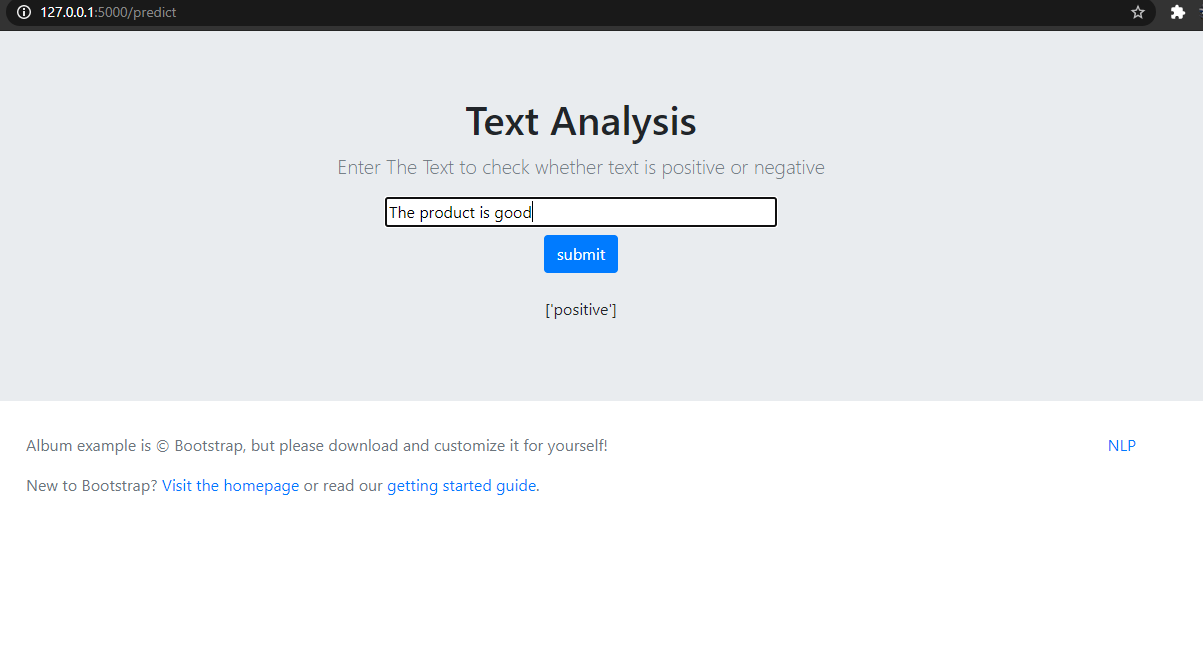 127.0.0.1:5000/predict
Text Analysis
Enter The Text to check whether text is positive or negative
The product is good
submit
['positive']
Album example is © Bootstrap, but please download and customize it for yourself!
NLP
New to Bootstrap? Visit the homepage or read our getting started guide.